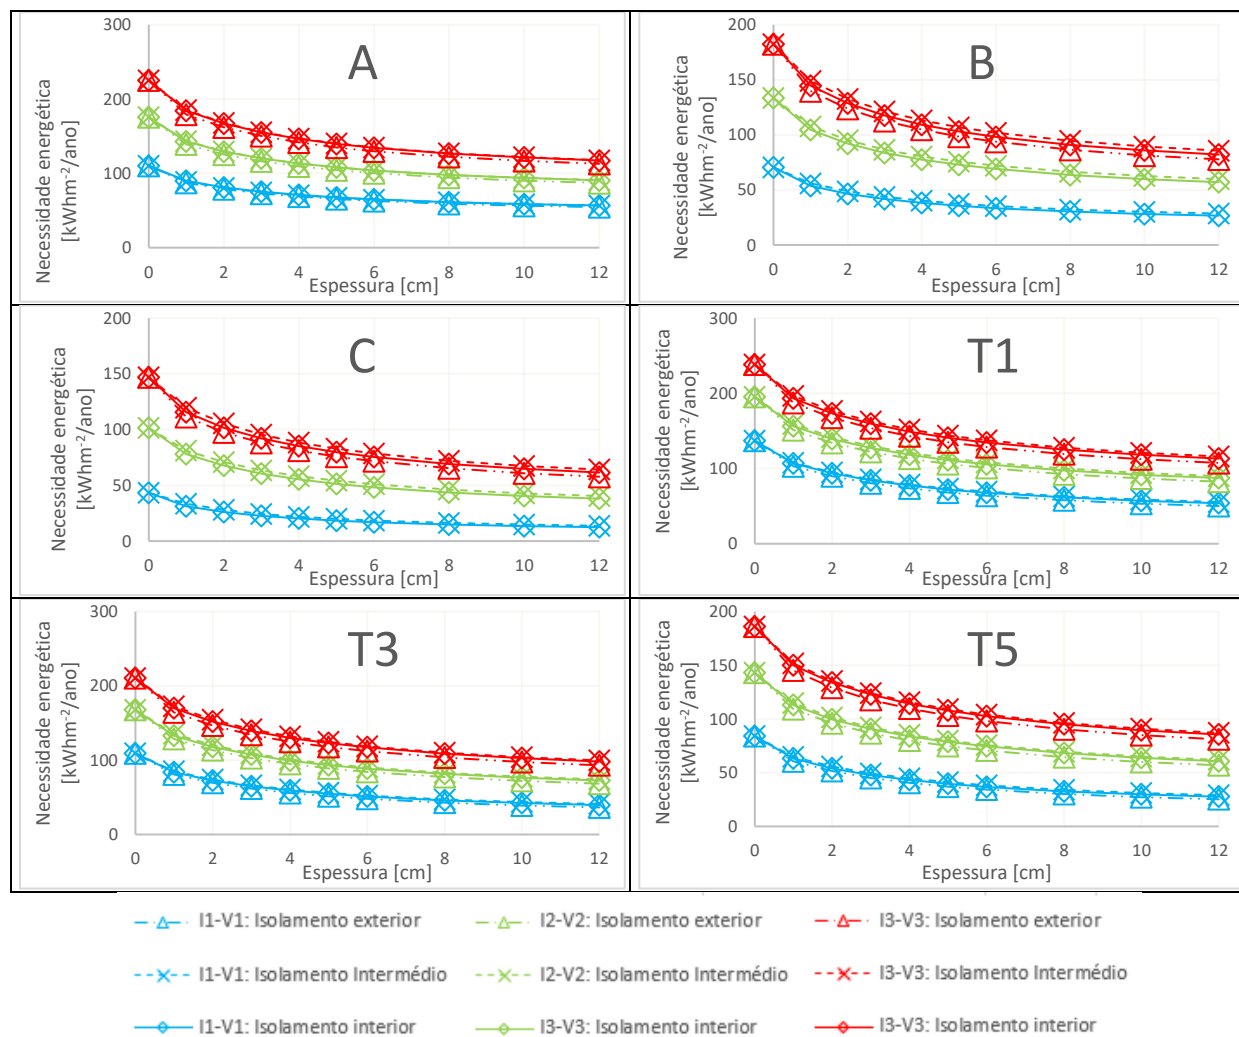 300
200
100
0
0 2 4 6 8 10 12
A
Necessidade energética
[kWhm⁻²/ano)
Espessura [cm]
200
150
100
50
0
0 2 4 6 8 10 12
B
Necessidade energética
[kWhm⁻²/ano)
Espessura [cm]
200
150
100
50
0
0 2 4 6 8 10 12
C
Necessidade energética
[kWhm⁻²/ano)
Espessura [cm]
300
200
100
0
0 2 4 6 8 10 12
T1
Necessidade energética
[kWhm⁻²/ano)
Espessura [cm]
300
200
100
0
0 2 4 6 8 10 12
T3
Necessidade energética
[kWhm⁻²/ano)
Espessura [cm]
200
150
100
50
0
0 2 4 6 8 10 12
T5
Necessidade energética
[kWhm⁻²/ano)
Espessura [cm]
I1-V1: Isolamento exterior
I2-V2: Isolamento exterior
I3-V3: Isolamento exterior
I1-V1: Isolamento Intermédio
I2-V2: Isolamento Intermédio
I3-V3: Isolamento Intermédio
I1-V1: Isolamento interior
I3-V3: Isolamento interior
I3-V3: Isolamento interior